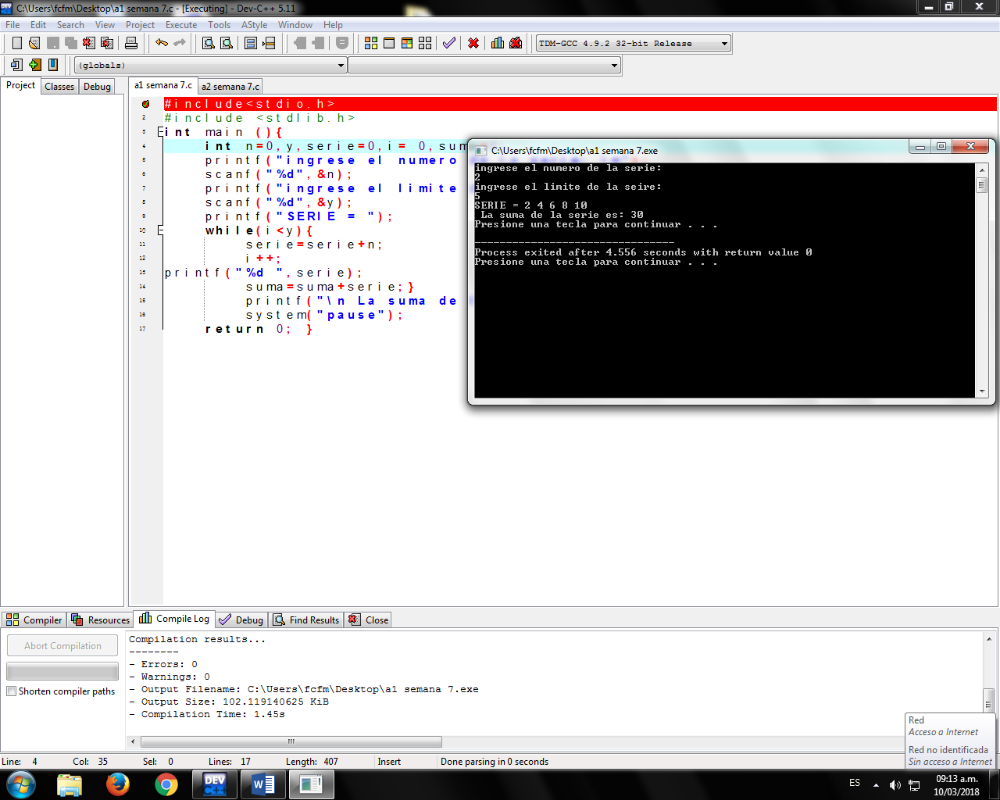 C:\Users\fcfm\Desktop\a1 semana 7.c - [Executing] - Dev-C++ 5.11
File Edit Search View Project Execute Tools AStyle Window Help
TDM-GCC 4.9.2 32-bit Release
(globals)
Project Classes Debug
a1 semana 7.c a2 semana 7.c
#include<stdio.h>
2 #include <stdlib.h>
3 int main (){
4 int n=0,y,serie=0,i= 0,sum
5 printf("ingrese el numero
6 scanf("%d",&n);
7 printf("ingrese el limite
8 scanf("%d",&y);
9 printf("SERIE = ");
10 while(i<y){
11 serie=serie+n;
12 i++;
13 printf("%d ",serie);
14 suma=suma+serie;}
15 printf("\n La suma de
16 system("pause");
17 return 0; }
C:\Users\fcfm\Desktop\a1 semana 7.exe
ingrese el numero de la serie:
2
ingrese el limite de la seire:
5
SERIE = 2 4 6 8 10
La suma de la serie es: 30
Presione una tecla para continuar . . .
--------------------------------
Process exited after 4.556 seconds with return value 0
Presione una tecla para continuar . . .
Compiler Resources Compile Log Debug Find Results Close
Abort Compilation
Shorten compiler paths
Compilation results...
--------
- Errors: 0
- Warnings: 0
- Output Filename: C:\Users\fcfm\Desktop\a1 semana 7.exe
- Output Size: 102.119140625 KiB
- Compilation Time: 1.45s
Red
Acceso a Internet
Red no identificada
Sin acceso a Internet
Line: 4 Col: 35 Sel: 0 Lines: 17 Length: 407 Insert Done parsing in 0 seconds
DEV C++
ES
09:13 a.m.
10/03/2018